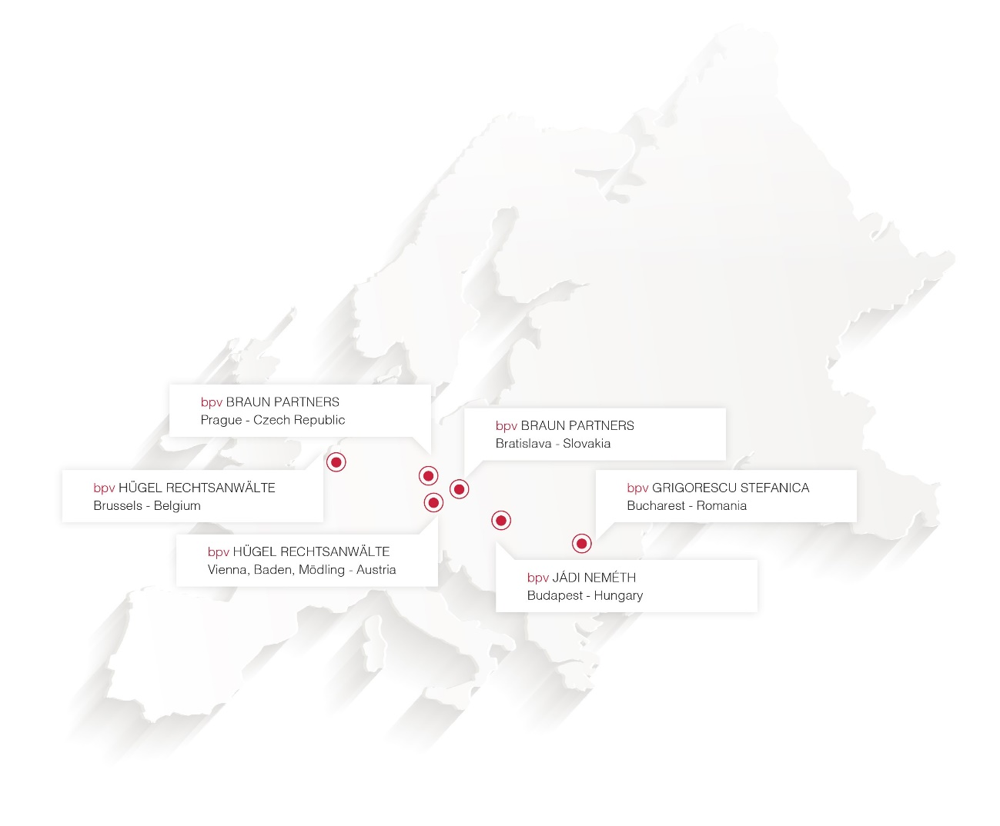 bpv BRAUN PARTNERS
Prague - Czech Republic
bpv BRAUN PARTNERS
Bratislava - Slovakia
bpv HÜGEL RECHTSANWÄLTE
Brussels - Belgium
bpv GRIGORESCU STEFANICA
Bucharest - Romania
bpv HÜGEL RECHTSANWÄLTE
Vienna, Baden, Mödling - Austria
bpv JÁDI NEMÉTH
Budapest - Hungary